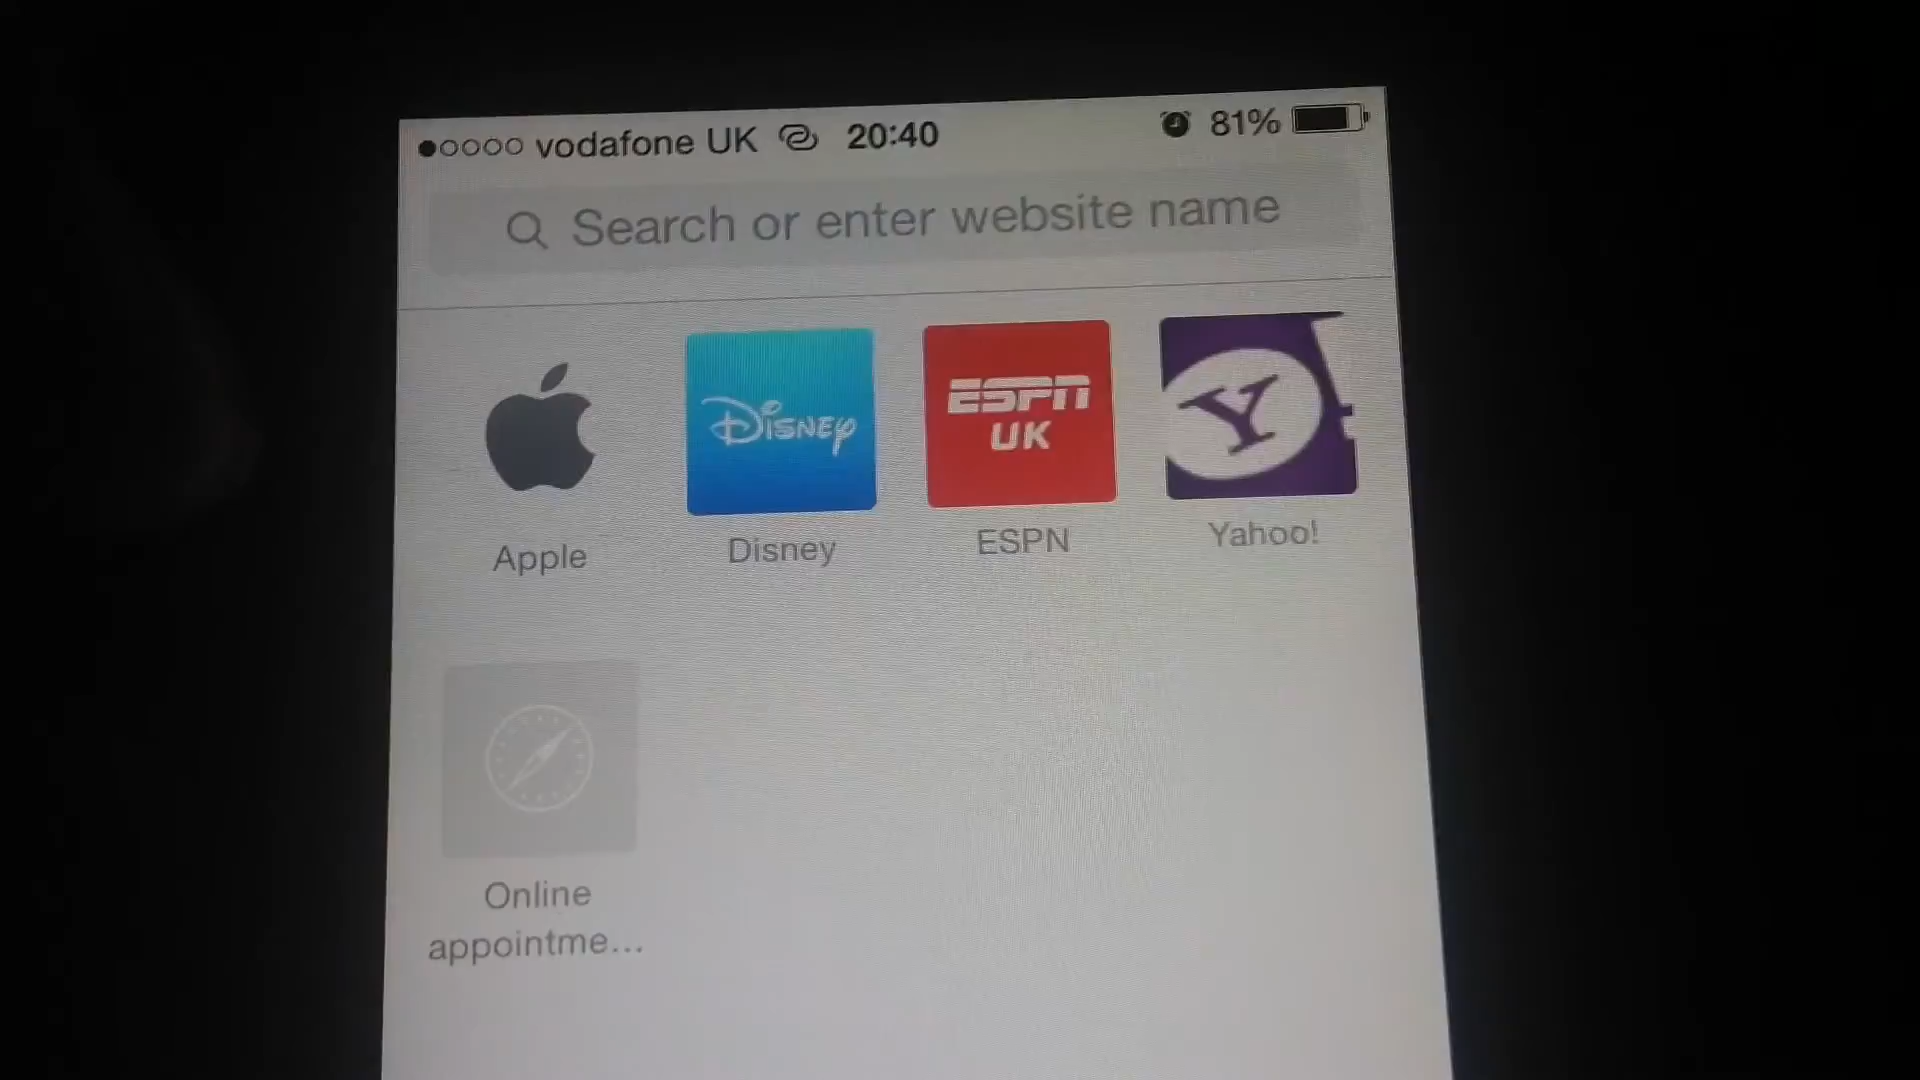 vodafone UK 20:40 81%
Search or enter website name
Disney
ESPN
UK
Y
Apple
Disney
ESPN
Yahoo!
Online
appointme...